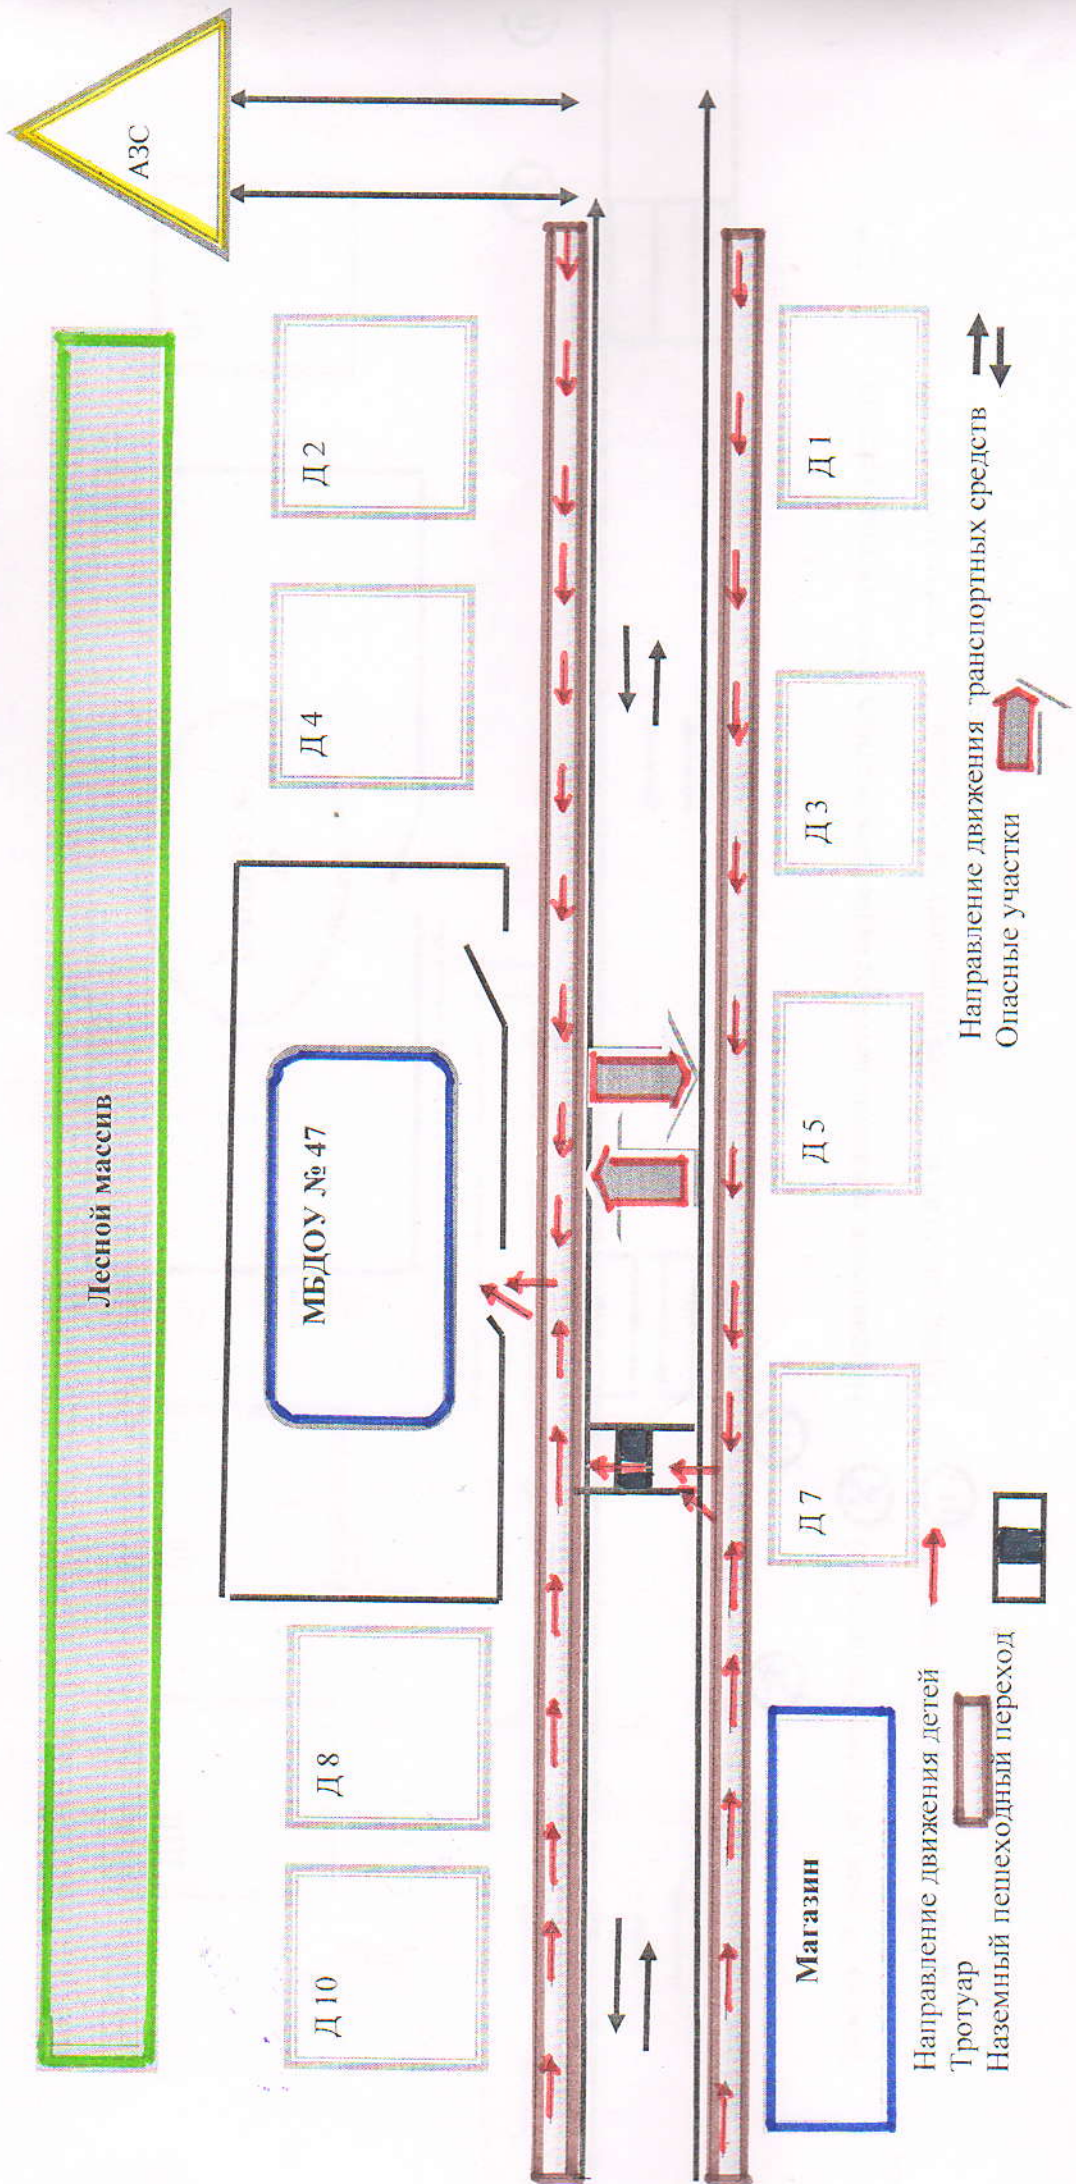 Лесной массив
АЗС
Д 10
Д 8
МБДОУ № 47
Д 4
Д 2
Магазин
Д 7
Д 5
Д 3
Д 1
Направление движения детей
Тротуар
Наземный пешеходный переход
Направление движения транспортных средств
Опасные участки